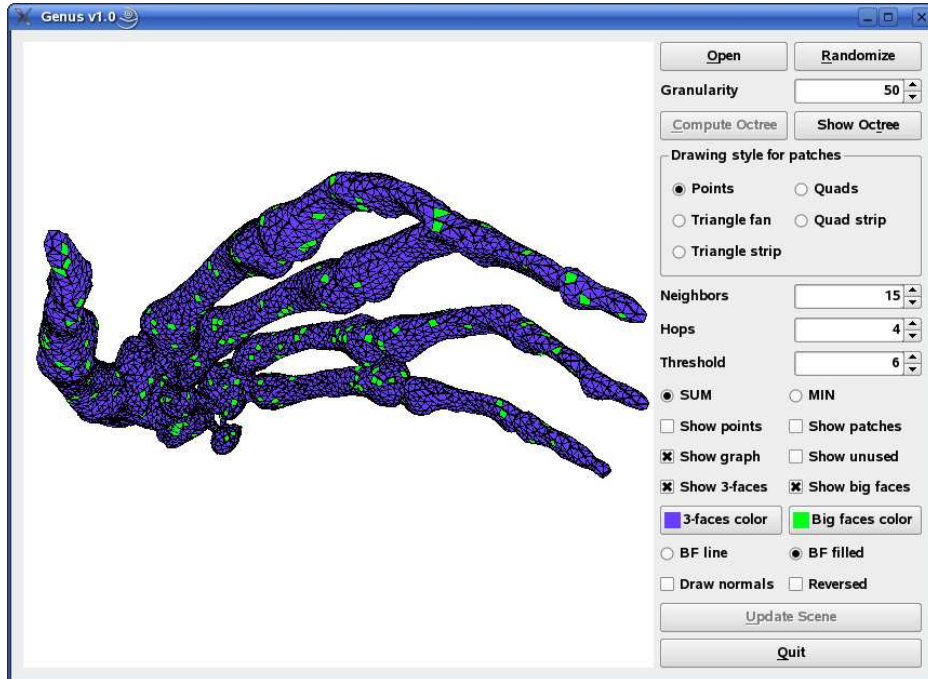 Genus v1.0
Open Randomize
Granularity 50
Compute Octree Show Octree
Drawing style for patches
Points Quads
Triangle fan Quad strip
Triangle strip
Neighbors 15
Hops 4
Threshold 6
SUM MIN
Show points Show patches
Show graph Show unused
Show 3-faces Show big faces
3-faces color Big faces color
BF line BF filled
Draw normals Reversed
Update Scene
Quit